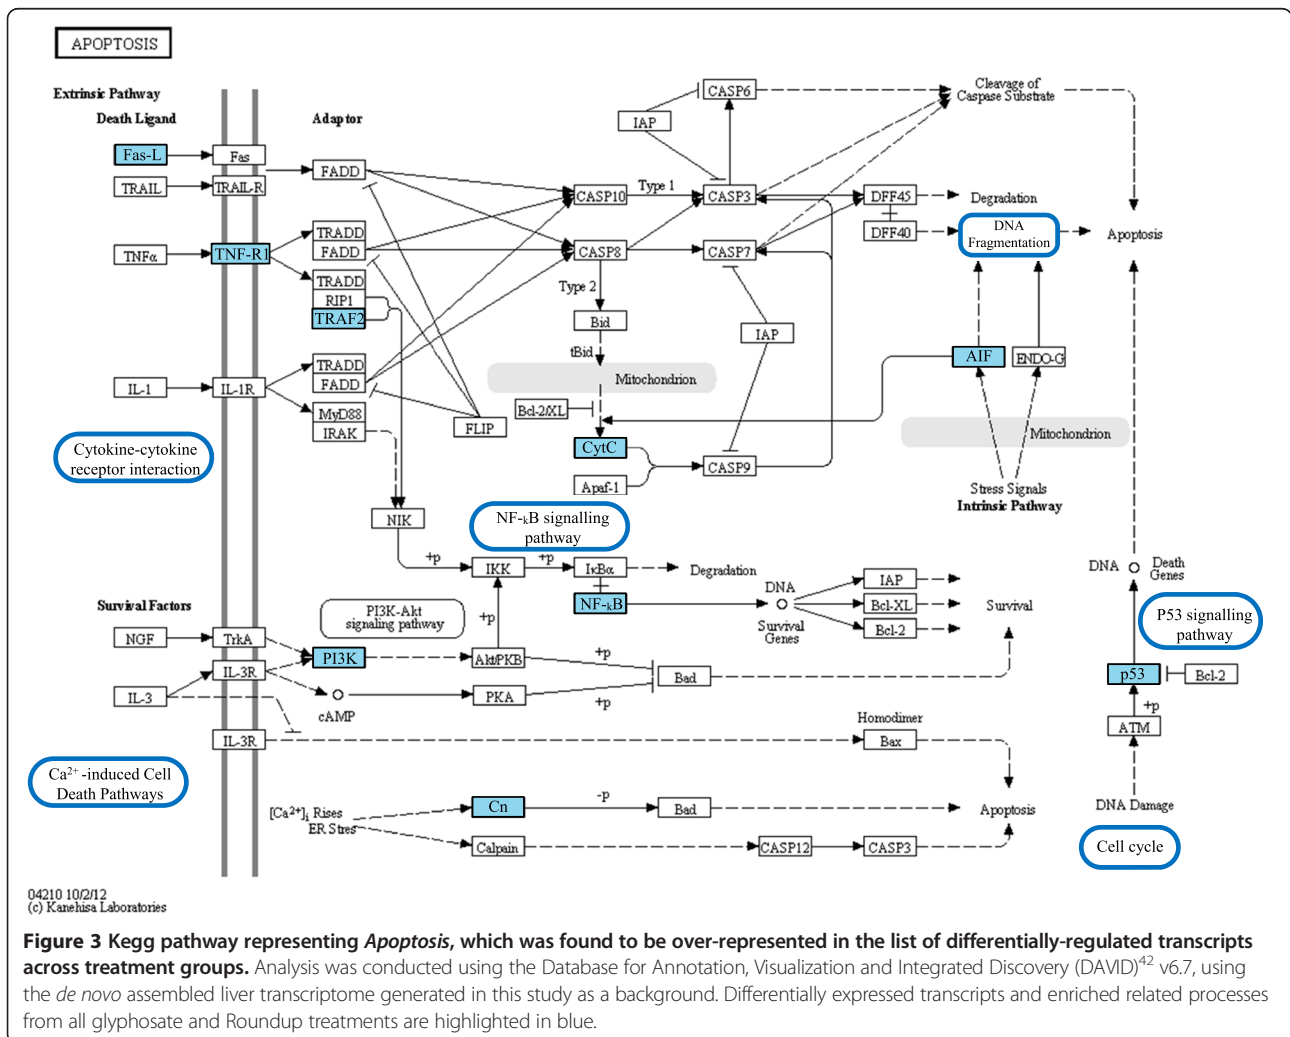 APOPTOSIS
Extrinsic Pathway
Death Ligand
Adaptor
Fas-L
Fas
FADD
TRAIL
TRAIL-R
TNFα
TNF-R1
TRADD
FADD
TRADD
RIP1
TRAF2
IL-1
IL-1R
TRADD
FADD
MyD88
IRAK
FLIP
NIK
CASP10
Type 1
CASP3
CASP6
IAP
CASP8
CASP7
Type 2
Bid
tBid
Mitochondrion
Bcl-2/XL
CytC
Apaf-1
CASP9
IAP
Cleavage of
Caspase Substrate
DFF45
Degradation
DFF40
DNA
Fragmentation
Apoptosis
AIF
ENDO-G
Mitochondrion
Stress Signals
Intrinsic Pathway
Cytokine-cytokine
receptor interaction
NF-kB signalling
pathway
+p
IKK
+p
IκBα
Degradation
NF-kB
DNA
Survival
Genes
IAP
Bcl-XL
Bcl-2
Survival
DNA
Death
Genes
P53 signalling
pathway
p53
Bcl-2
+p
ATM
DNA Damage
Cell cycle
Survival Factors
NGF
TrkA
PI3K-Akt
signaling pathway
+p
PI3K
Akt/PKB
+p
IL-3
IL-3R
cAMP
PKA
+p
Bad
IL-3R
Homodimer
Bax
Ca2+ -induced Cell
Death Pathways
[Ca2+]i Rises
ER Stres
Cn
-p
Bad
Apoptosis
Calpain
CASP12
CASP3
04210 10/2/12
(c) Kanehisa Laboratories
Figure 3 Kegg pathway representing Apoptosis, which was found to be over-represented in the list of differentially-regulated transcripts
across treatment groups. Analysis was conducted using the Database for Annotation, Visualization and Integrated Discovery (DAVID)42 v6.7, using
the de novo assembled liver transcriptome generated in this study as a background. Differentially expressed transcripts and enriched related processes
from all glyphosate and Roundup treatments are highlighted in blue.